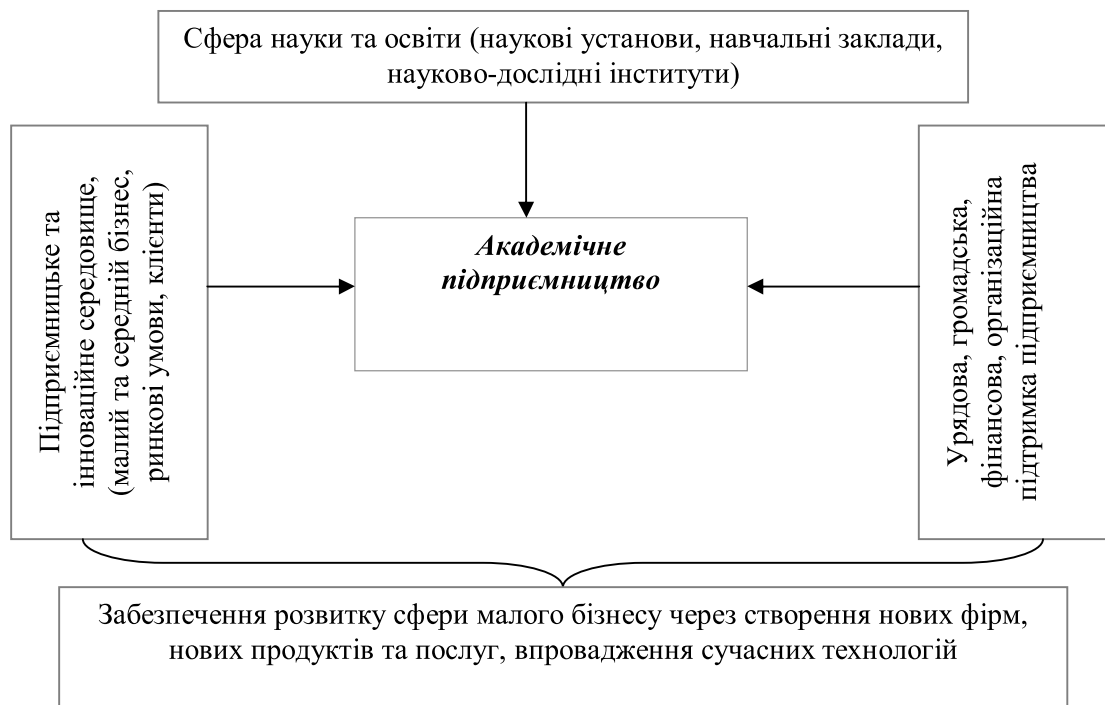 Сфера науки та освіти (наукові установи, навчальні заклади,
науково-дослідні інститути)
Підприємницьке та
інноваційне середовище,
(малий та середній бізнес,
ринкові умови, клієнти)
Академічне
підприємництво
Урядова, громадська,
фінансова, організаційна
підтримка підприємництва
Забезпечення розвитку сфери малого бізнесу через створення нових фірм,
нових продуктів та послуг, впровадження сучасних технологій